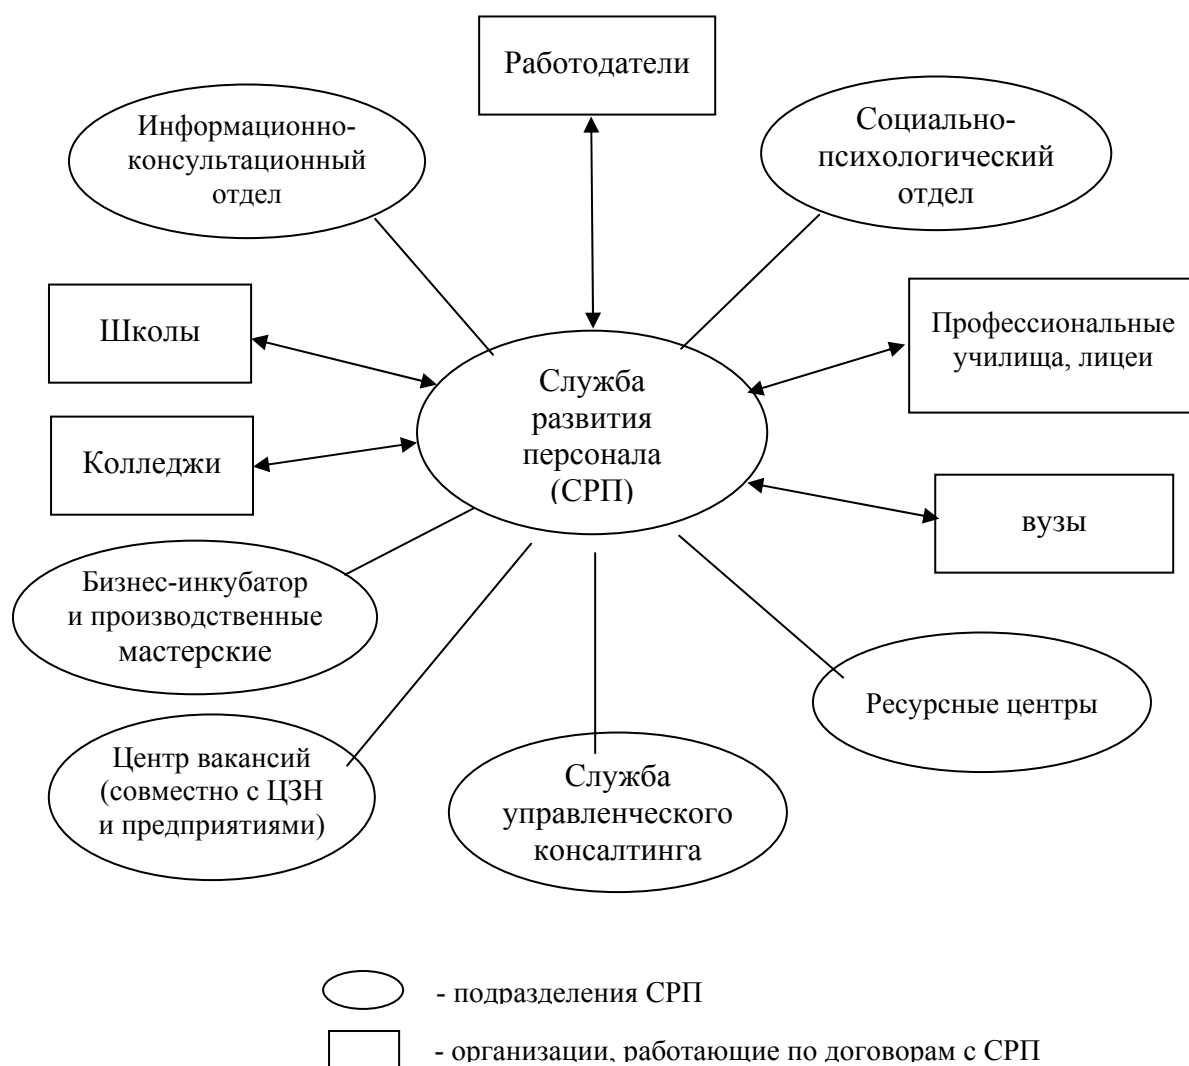 Работодатели
Информационно-
консультационный
отдел
Социально-
психологический
отдел
Школы
Профессиональные
училища, лицеи
Служба
развития
персонала
(СРП)
Колледжи
вузы
Бизнес-инкубатор
и производственные
мастерские
Ресурсные центры
Центр вакансий
(совместно с ЦЗН
и предприятиями)
Служба
управленческого
консалтинга
- подразделения СРП
- организации, работающие по договорам с СРП